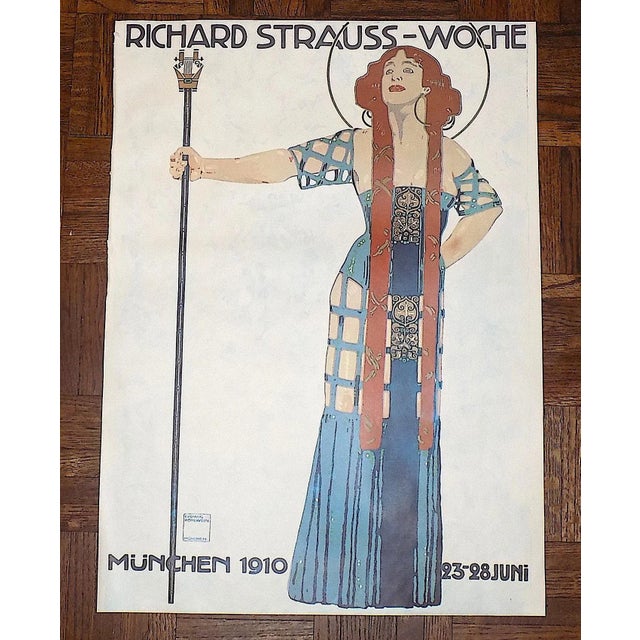 RICHARD STRAUSS-WOCHE
MÜNCHEN 1910
23-28 JUNI